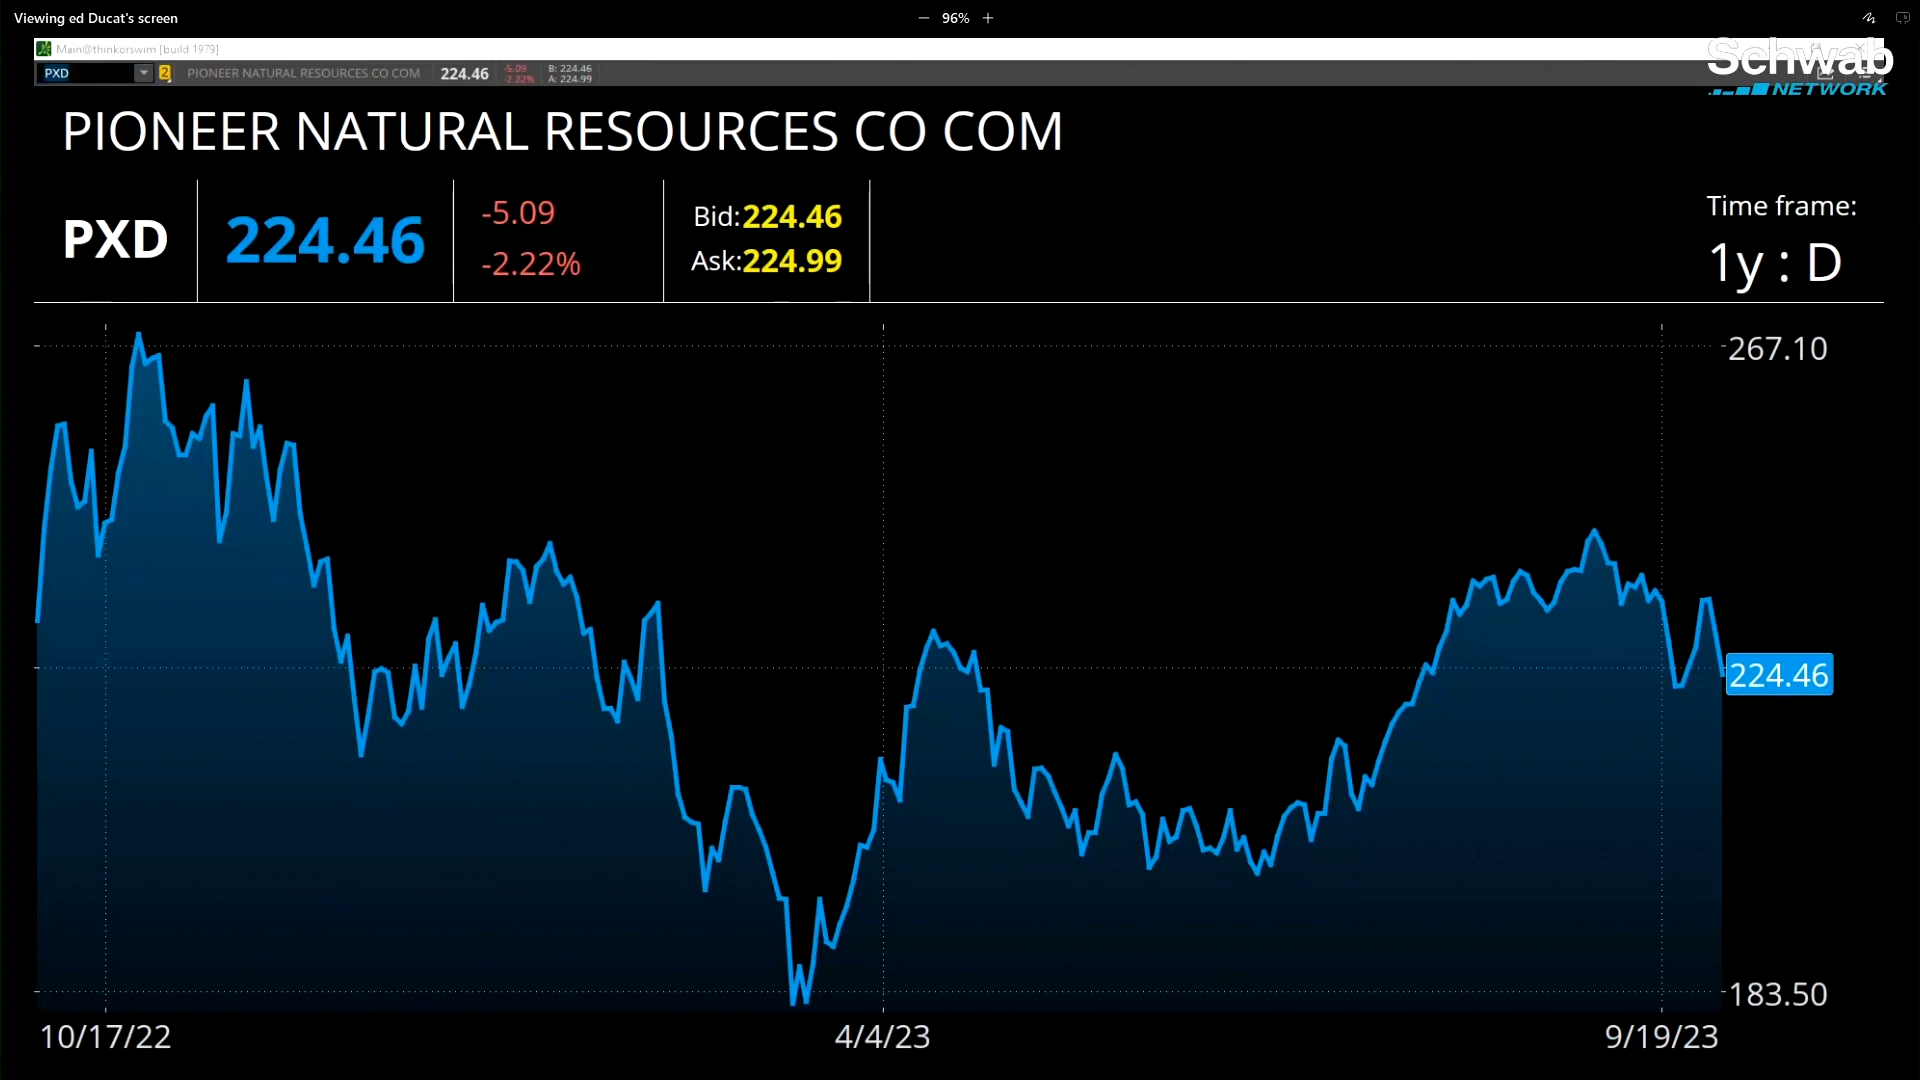 Viewing ed Ducat's screen
96%
Main@thinkorswim [build 1979]
PXD 2 PIONEER NATURAL RESOURCES CO COM 224.46 -5.09 -2.22% B: 224.46 A: 224.99
Schwab
NETWORK
PIONEER NATURAL RESOURCES CO COM
PXD
224.46
-5.09
-2.22%
Bid:224.46
Ask:224.99
Time frame:
1y : D
267.10
224.46
183.50
10/17/22
4/4/23
9/19/23